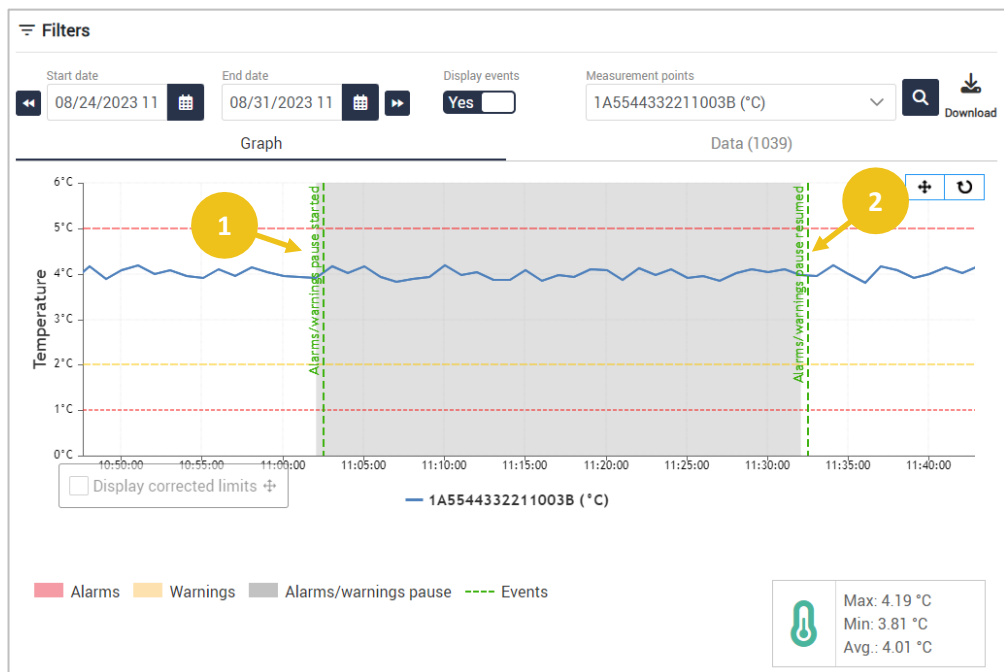 Filters
Start date
End date
Display events
Measurement points
08/24/2023 11
08/31/2023 11
Yes
1A5544332211003B (°C)
Download
Graph
Data (1039)
6°C
5°C
4°C
3°C
2°C
1°C
0°C
Temperature
1
2
Alarms/warnings pause started
Alarms/warnings pause resumed
10:50:00
10:55:00
11:00:00
11:05:00
11:10:00
11:15:00
11:20:00
11:25:00
11:30:00
11:35:00
11:40:00
Display corrected limits
1A5544332211003B (°C)
Alarms
Warnings
Alarms/warnings pause
Events
Max: 4.19 °C
Min: 3.81 °C
Avg.: 4.01 °C